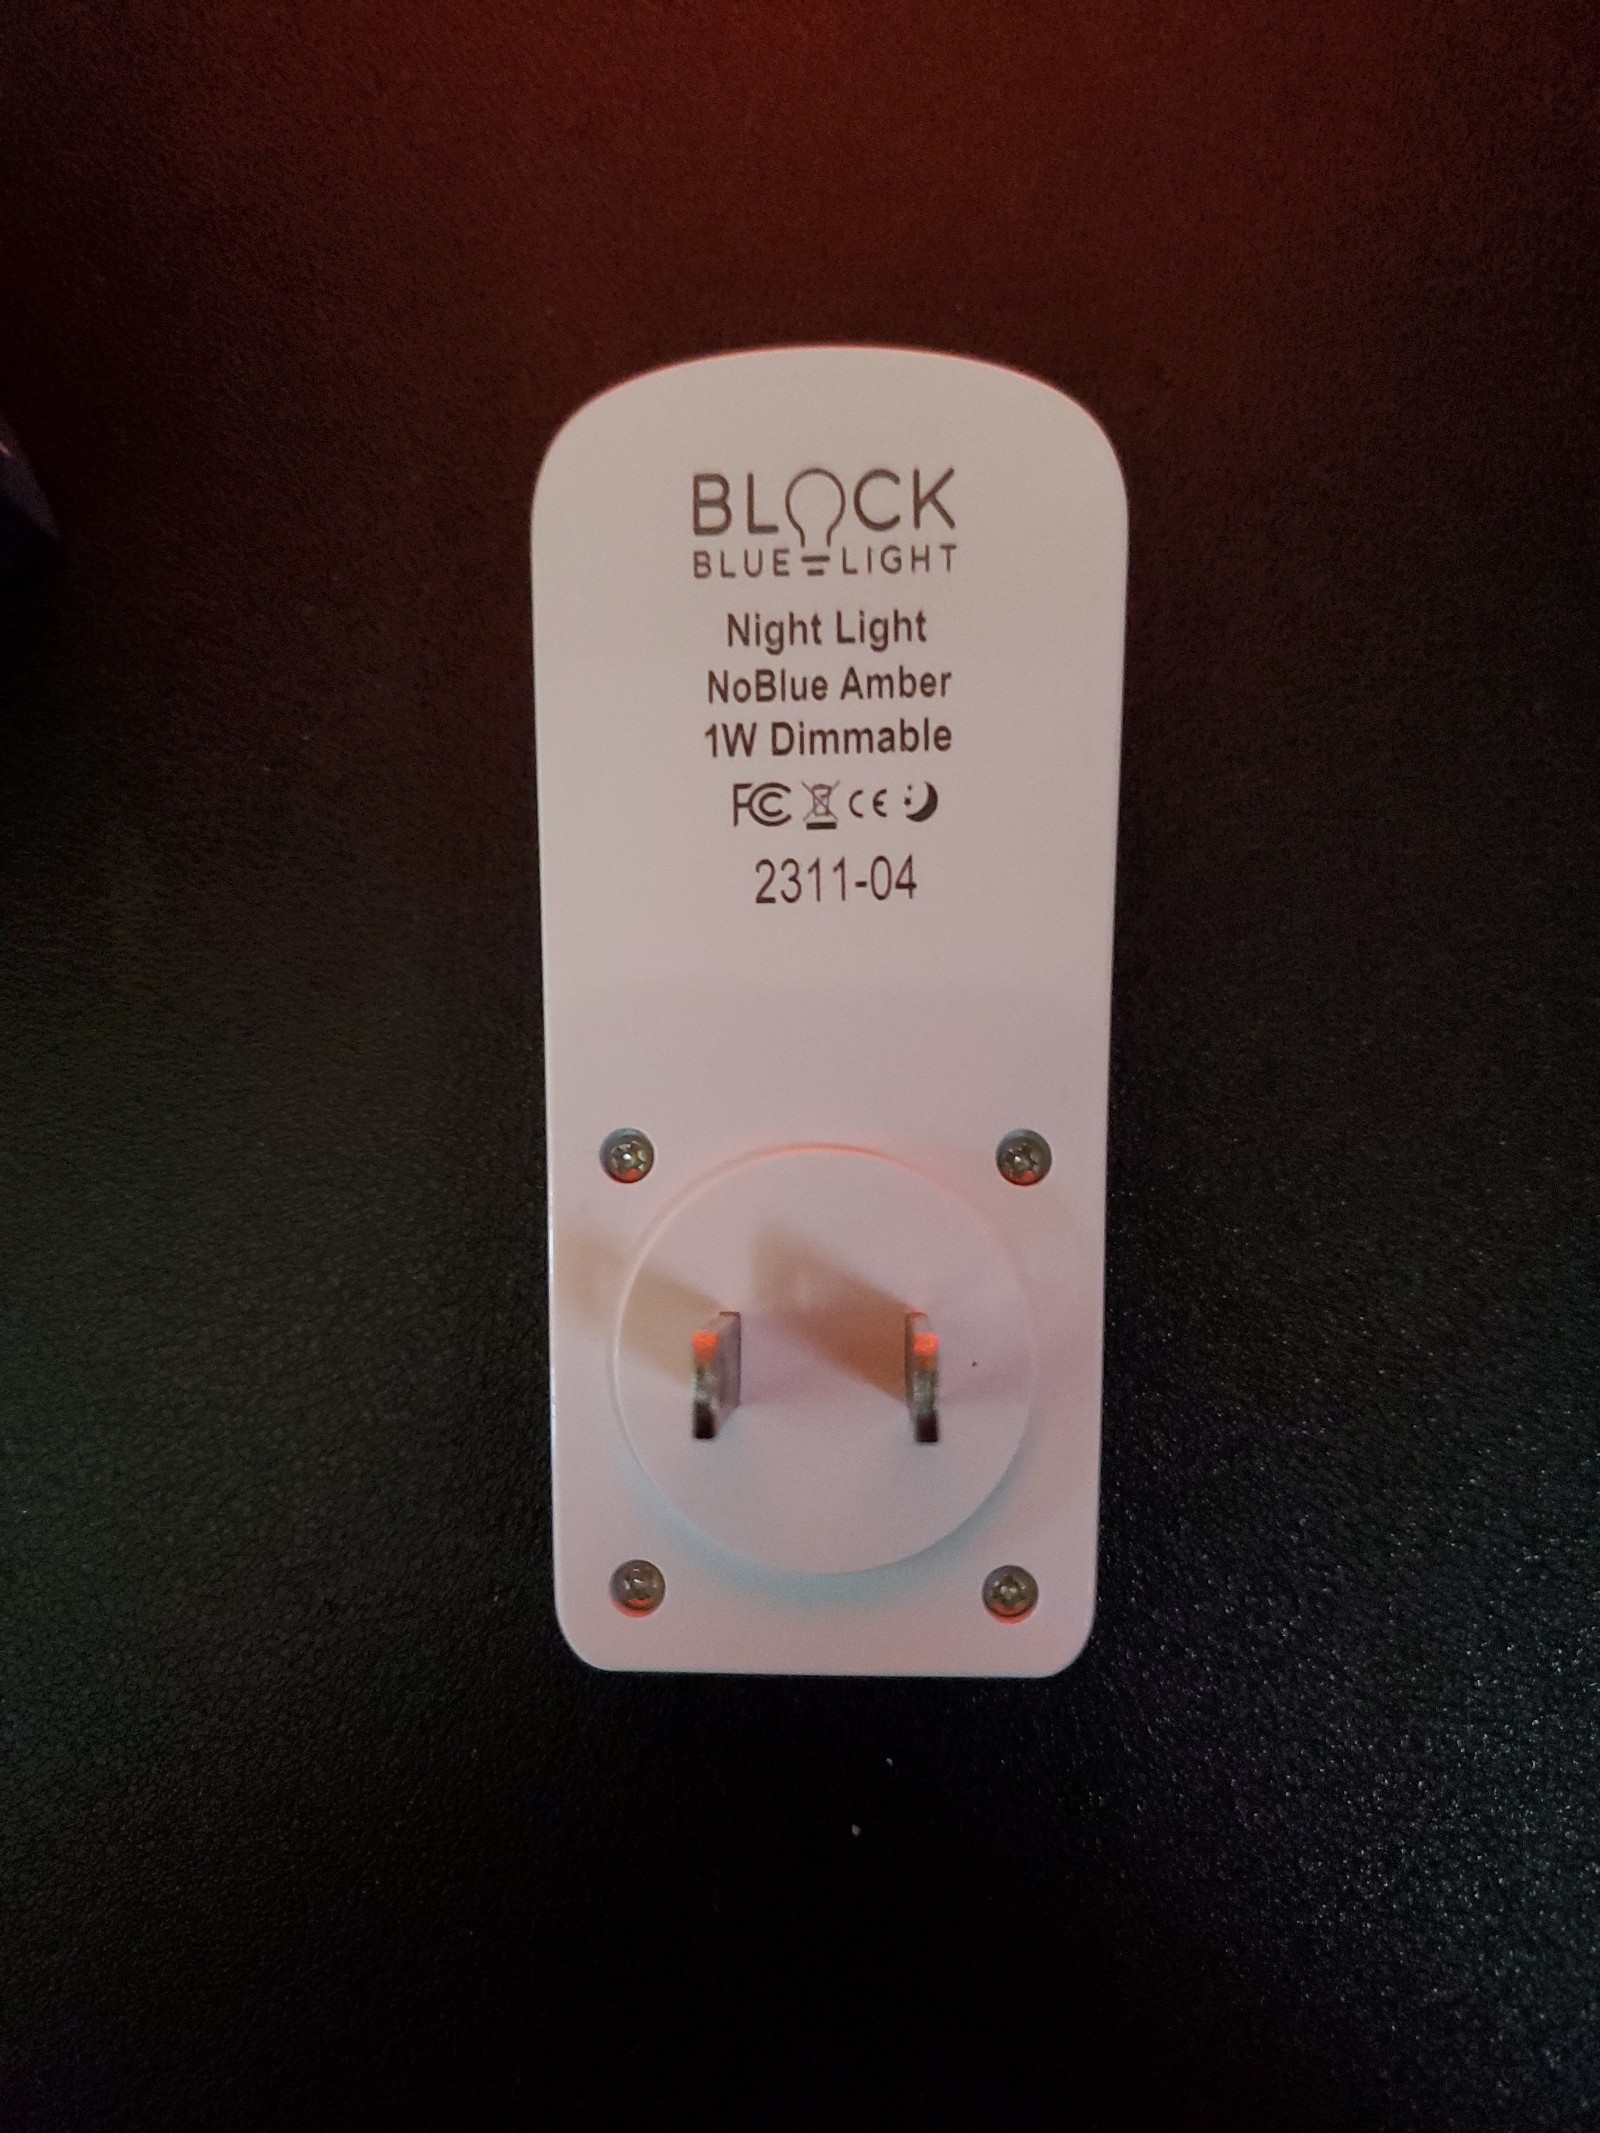 BLOCK
BLUE=LIGHT
Night Light
NoBlue Amber
1W Dimmable
FC CE
2311-04